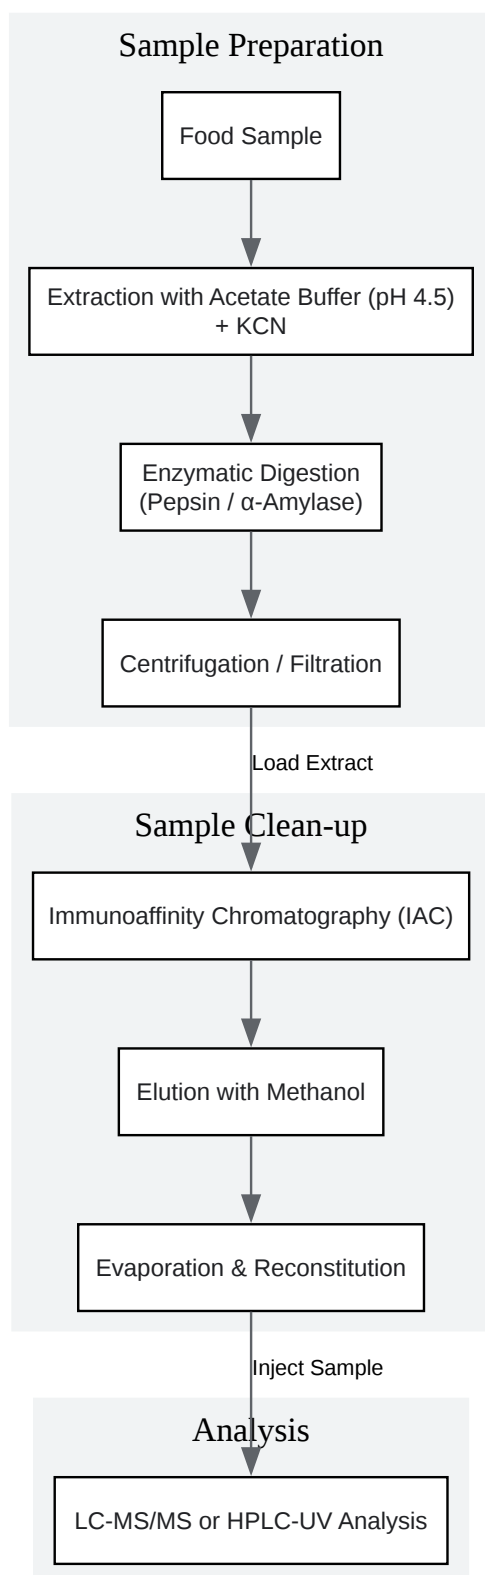 Sample Preparation
Food Sample
Extraction with Acetate Buffer (pH 4.5)
+ KCN
Enzymatic Digestion
(Pepsin / α-Amylase)
Centrifugation / Filtration
Load Extract
Sample Clean-up
Immunoaffinity Chromatography (IAC)
Elution with Methanol
Evaporation & Reconstitution
Inject Sample
Analysis
LC-MS/MS or HPLC-UV Analysis